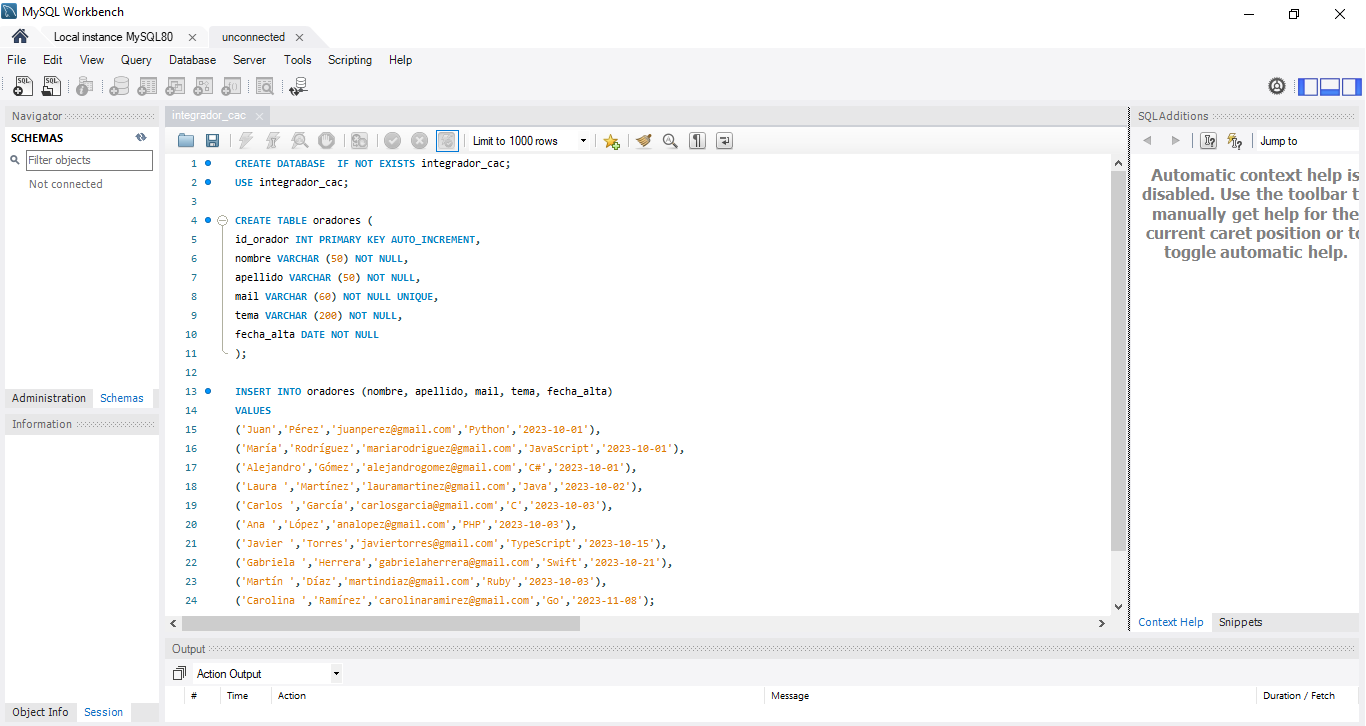 MySQL Workbench
Local instance MySQL80 unconnected
File Edit View Query Database Server Tools Scripting Help
Navigator
SCHEMAS
Filter objects
Not connected
Administration Schemas
Information
Object Info Session
integrador_cac
Limit to 1000 rows
1 CREATE DATABASE  IF NOT EXISTS integrador_cac;
2 USE integrador_cac;
3
4 CREATE TABLE oradores (
5 id_orador INT PRIMARY KEY AUTO_INCREMENT,
6 nombre VARCHAR (50) NOT NULL,
7 apellido VARCHAR (50) NOT NULL,
8 mail VARCHAR (60) NOT NULL UNIQUE,
9 tema VARCHAR (200) NOT NULL,
10 fecha_alta DATE NOT NULL
11 );
12
13 INSERT INTO oradores (nombre, apellido, mail, tema, fecha_alta)
14 VALUES
15 ('Juan','Pérez','juanperez@gmail.com','Python','2023-10-01'),
16 ('María','Rodríguez','mariarodriguez@gmail.com','JavaScript','2023-10-01'),
17 ('Alejandro','Gómez','alejandrogomez@gmail.com','C#','2023-10-01'),
18 ('Laura ','Martínez','lauramartinez@gmail.com','Java','2023-10-02'),
19 ('Carlos ','García','carlosgarcia@gmail.com','C','2023-10-03'),
20 ('Ana ','López','analopez@gmail.com','PHP','2023-10-03'),
21 ('Javier ','Torres','javiertorres@gmail.com','TypeScript','2023-10-15'),
22 ('Gabriela ','Herrera','gabrielaherrera@gmail.com','Swift','2023-10-21'),
23 ('Martín ','Díaz','martindiaz@gmail.com','Ruby','2023-10-03'),
24 ('Carolina ','Ramírez','carolinaramirez@gmail.com','Go','2023-11-08');
SQLAdditions
Jump to
Automatic context help is
disabled. Use the toolbar t
manually get help for the
current caret position or to
toggle automatic help.
Context Help Snippets
Output
Action Output
# Time Action Message Duration / Fetch